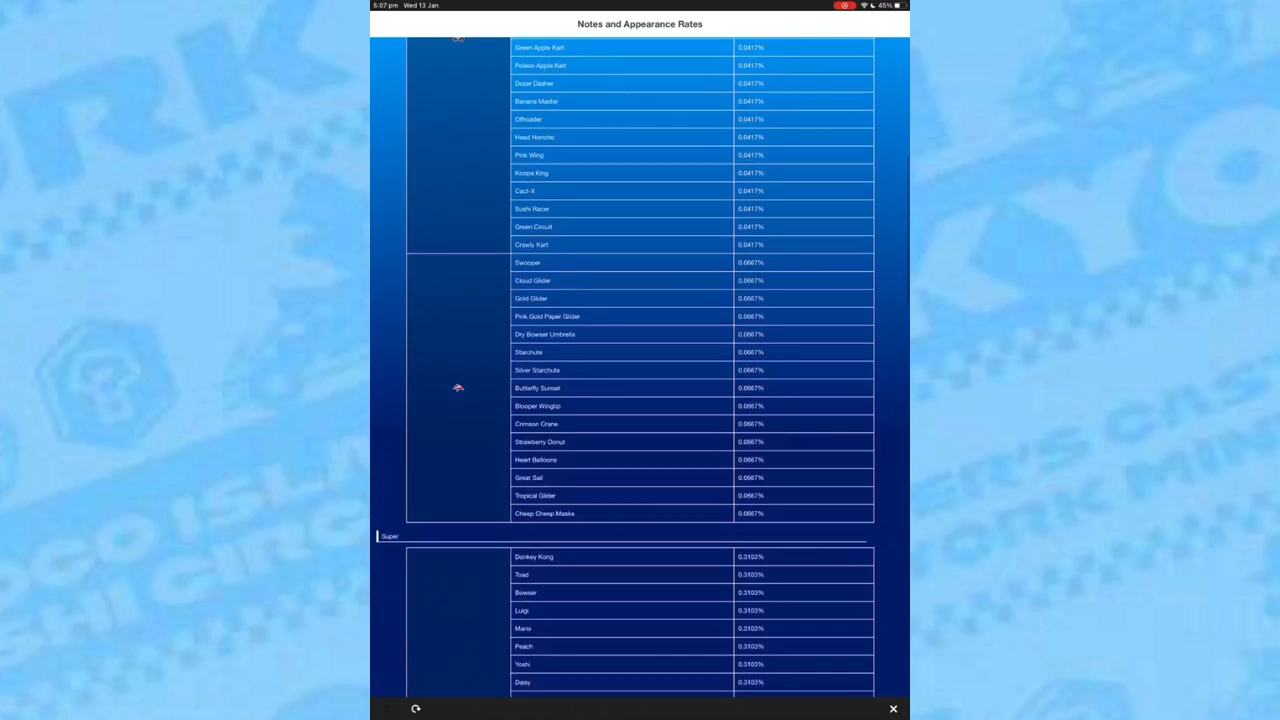 5:07 pm Wed 13 Jan 45%
Notes and Appearance Rates
Green Apple Kart 0.0417%
Poison Apple Kart 0.0417%
Dozer Dasher 0.0417%
Banana Master 0.0417%
Offroader 0.0417%
Head Honcho 0.0417%
Pink Wing 0.0417%
Koopa King 0.0417%
Cact-X 0.0417%
Sushi Racer 0.0417%
Green Circuit 0.0417%
Crawly Kart 0.0417%
Swooper 0.0667%
Cloud Glider 0.0667%
Gold Glider 0.0667%
Pink Gold Paper Glider 0.0667%
Dry Bowser Umbrella 0.0667%
Starchute 0.0667%
Silver Starchute 0.0667%
Butterfly Sunset 0.0667%
Blooper Wingtip 0.0667%
Crimson Crane 0.0667%
Strawberry Donut 0.0667%
Heart Balloons 0.0667%
Great Sail 0.0667%
Tropical Glider 0.0667%
Cheep Cheep Masks 0.0667%
Super
Donkey Kong 0.3103%
Toad 0.3103%
Bowser 0.3103%
Luigi 0.3103%
Mario 0.3103%
Peach 0.3103%
Yoshi 0.3103%
Daisy 0.3103%